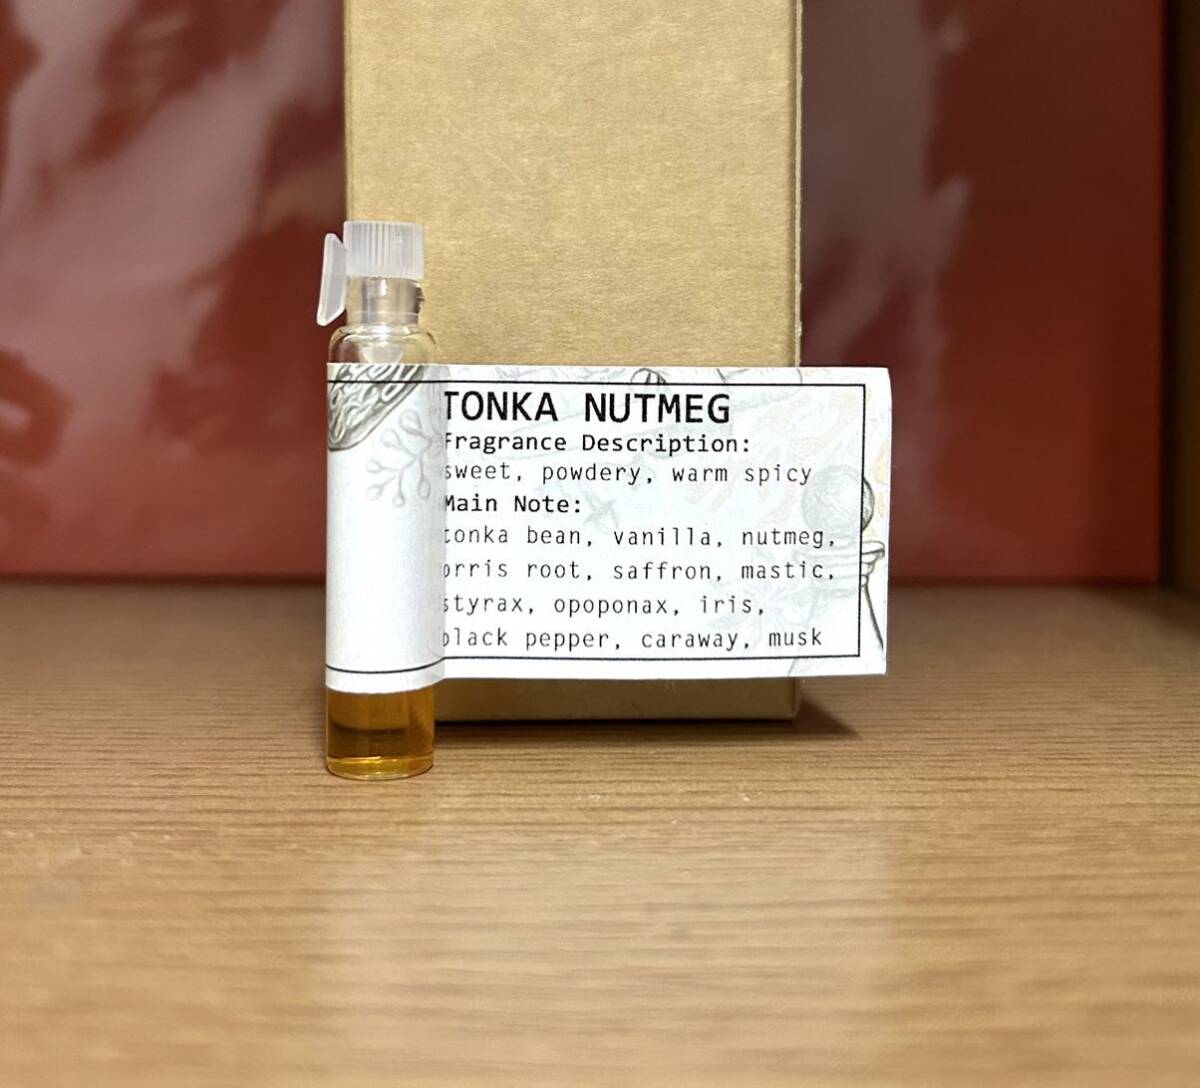 TONKA NUTMEG
Fragrance Description:
sweet, powdery, warm spicy
Main Note:
tonka bean, vanilla, nutmeg,
orris root, saffron, mastic,
styrax, opoponax, iris,
black pepper, caraway, musk